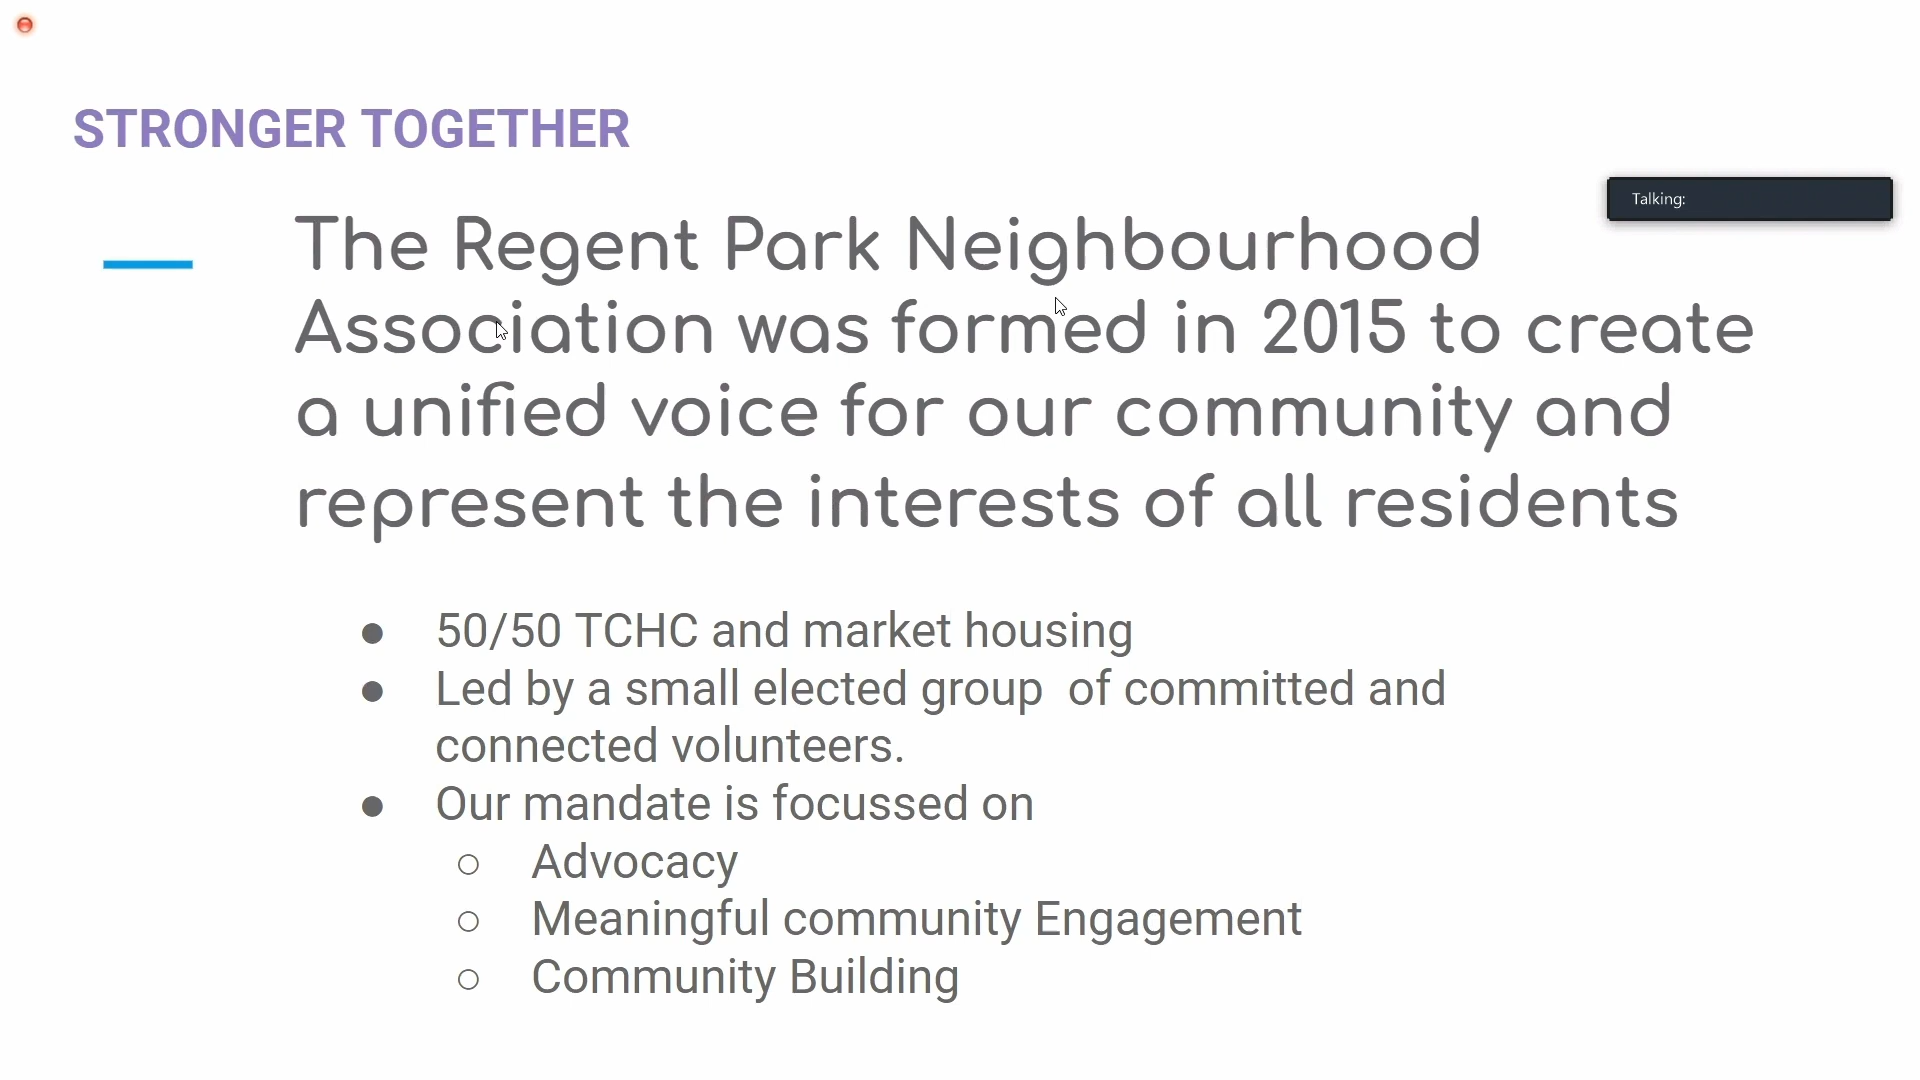 STRONGER TOGETHER
Talking:
The Regent Park Neighbourhood
Association was formed in 2015 to create
a unified voice for our community and
represent the interests of all residents
● 50/50 TCHC and market housing
● Led by a small elected group  of committed and
connected volunteers.
● Our mandate is focussed on
○ Advocacy
○ Meaningful community Engagement
○ Community Building